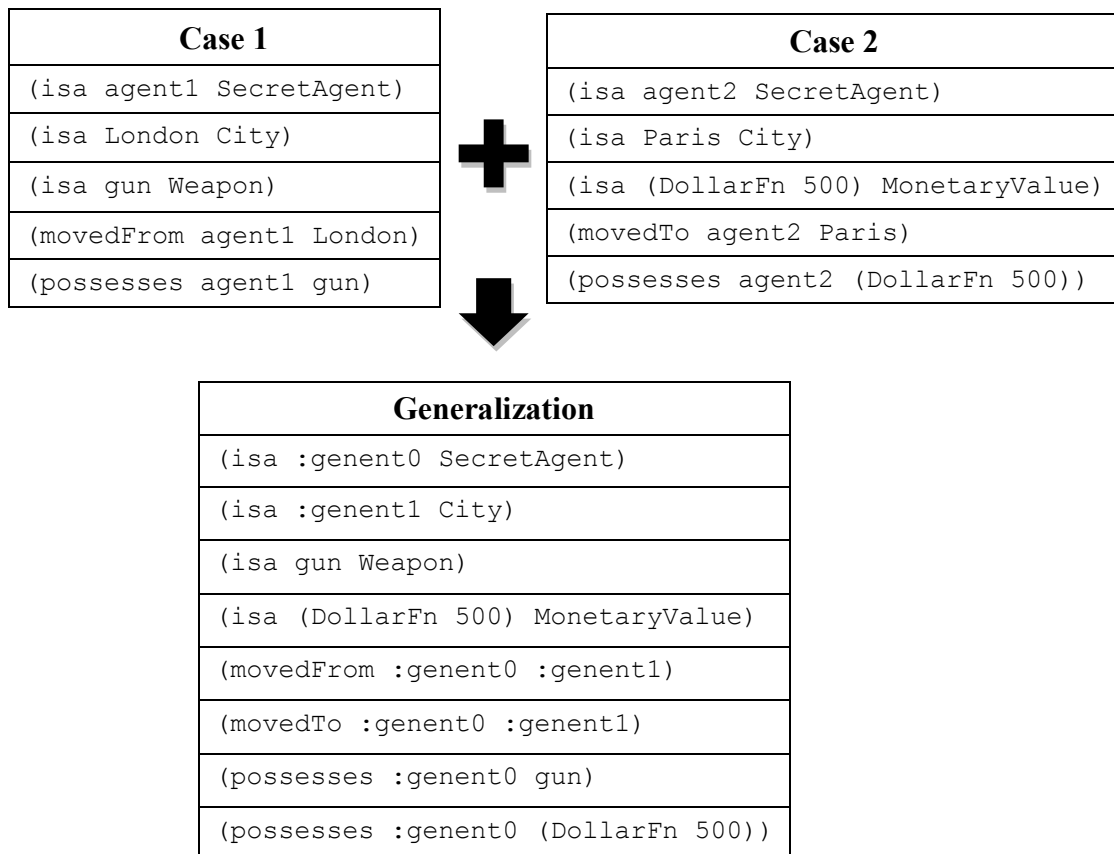 Case 1
(isa agent1 SecretAgent)
(isa London City)
(isa gun Weapon)
(movedFrom agent1 London)
(possesses agent1 gun)
Case 2
(isa agent2 SecretAgent)
(isa Paris City)
(isa (DollarFn 500) MonetaryValue)
(movedTo agent2 Paris)
(possesses agent2 (DollarFn 500))
Generalization
(isa :genent0 SecretAgent)
(isa :genent1 City)
(isa gun Weapon)
(isa (DollarFn 500) MonetaryValue)
(movedFrom :genent0 :genent1)
(movedTo :genent0 :genent1)
(possesses :genent0 gun)
(possesses :genent0 (DollarFn 500))